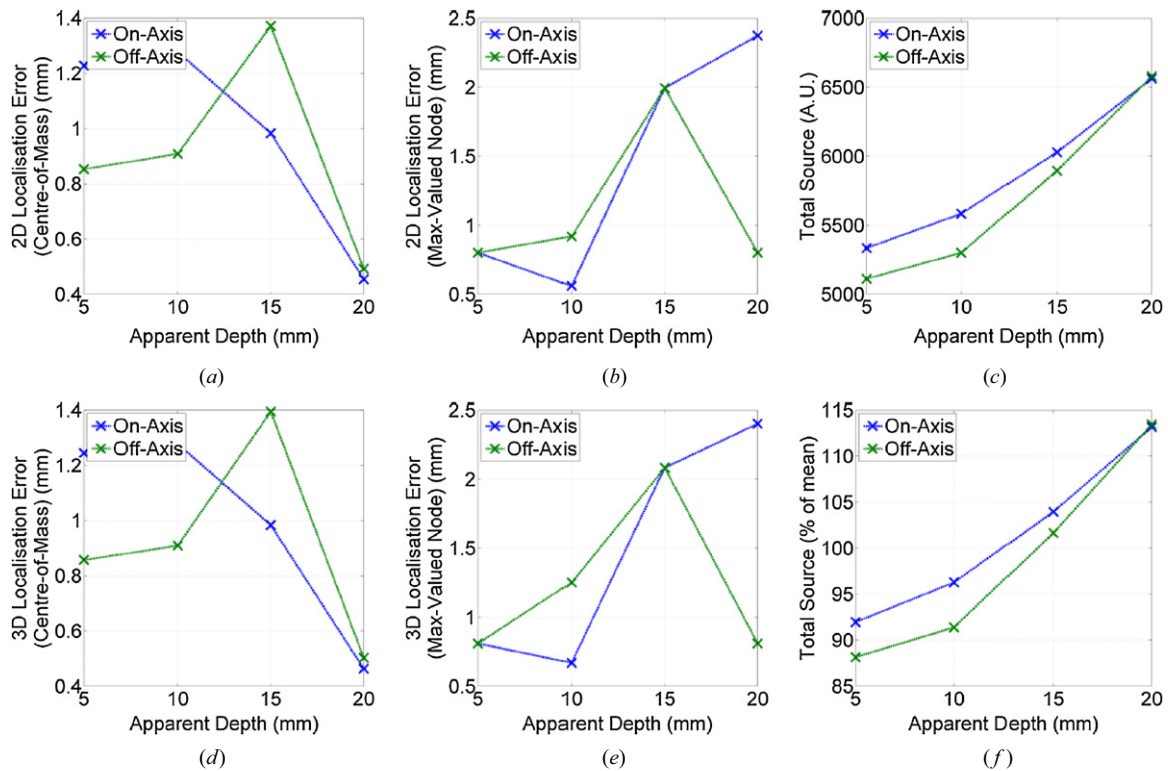 1.4
1.2
1
0.8
0.6
0.4
5
10
15
20
On-Axis
Off-Axis
2D Localisation Error
(Centre-of-Mass) (mm)
Apparent Depth (mm)
(a)
2.5
2
1.5
1
0.5
5
10
15
20
On-Axis
Off-Axis
2D Localisation Error
(Max-Valued Node) (mm)
Apparent Depth (mm)
(b)
7000
6500
6000
5500
5000
5
10
15
20
On-Axis
Off-Axis
Total Source (A.U.)
Apparent Depth (mm)
(c)
1.4
1.2
1
0.8
0.6
0.4
5
10
15
20
On-Axis
Off-Axis
3D Localisation Error
(Centre-of-Mass) (mm)
Apparent Depth (mm)
(d)
2.5
2
1.5
1
0.5
5
10
15
20
On-Axis
Off-Axis
3D Localisation Error
(Max-Valued Node) (mm)
Apparent Depth (mm)
(e)
115
110
105
100
95
90
85
5
10
15
20
On-Axis
Off-Axis
Total Source (% of mean)
Apparent Depth (mm)
(f)